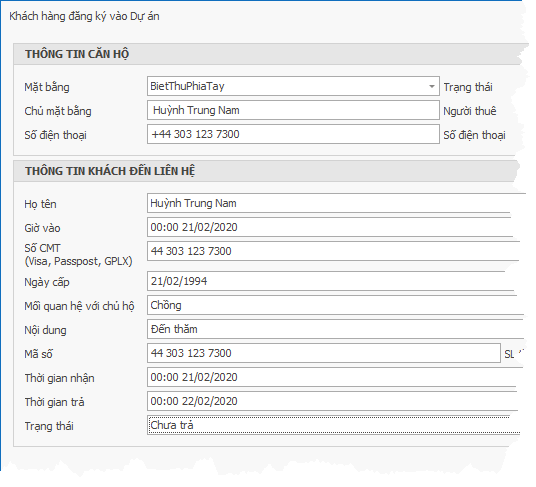 Khách hàng đăng ký vào Dự án
THÔNG TIN CĂN HỘ
Mặt bằng BietThuPhiaTay Trạng thái
Chủ mặt bằng Huỳnh Trung Nam Người thuê
Số điện thoại +44 303 123 7300 Số điện thoại
THÔNG TIN KHÁCH ĐẾN LIÊN HỆ
Họ tên Huỳnh Trung Nam
Giờ vào 00:00 21/02/2020
Số CMT
(Visa, Passpost, GPLX) 44 303 123 7300
Ngày cấp 21/02/1994
Mối quan hệ với chủ hộ Chồng
Nội dung Đến thăm
Mã số 44 303 123 7300
Thời gian nhận 00:00 21/02/2020
Thời gian trả 00:00 22/02/2020
Trạng thái Chưa trả